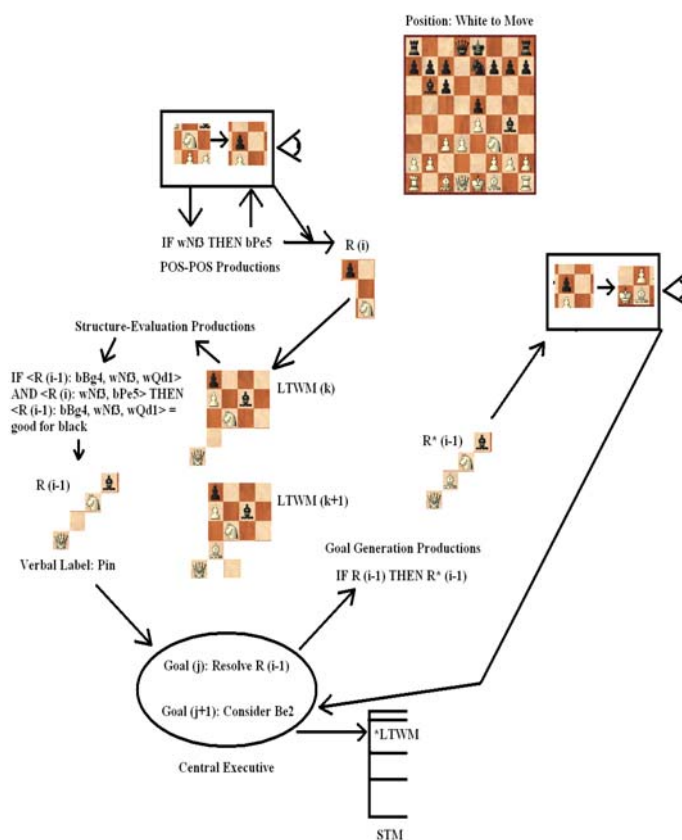 Position: White to Move
IF wNf3 THEN bPe5
POS-POS Productions
R (i)
Structure-Evaluation Productions
IF <R (i-1): bBg4, wNf3, wQd1>
AND <R (i): wNf3, bPe5> THEN
<R (i-1): bBg4, wNf3, wQd1> =
good for black
LTWM (k)
R (i-1)
Verbal Label: Pin
LTWM (k+1)
R* (i-1)
Goal Generation Productions
IF R (i-1) THEN R* (i-1)
Goal (j): Resolve R (i-1)
Goal (j+1): Consider Be2
Central Executive
*LTWM
STM